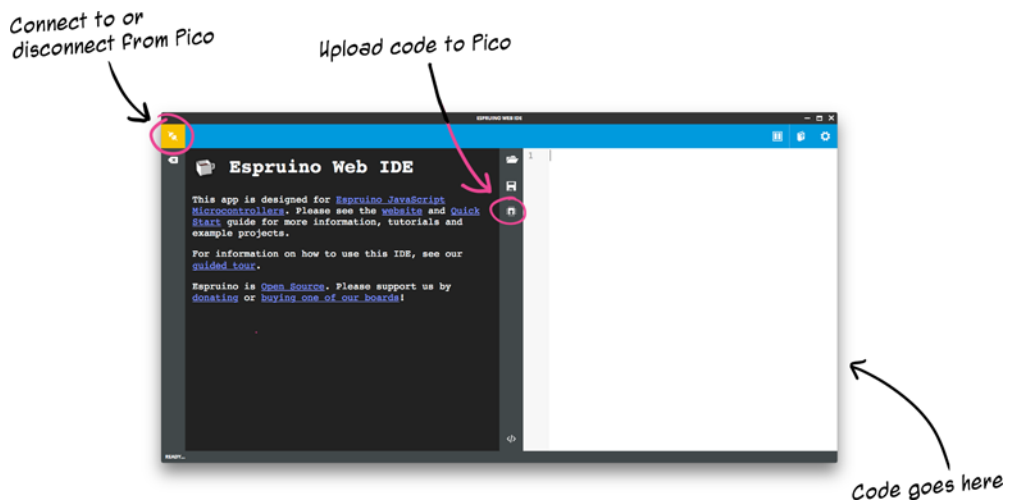 Connect to or
disconnect from Pico
Upload code to Pico
ESPRUINO WEB IDE
Espruino Web IDE
1
This app is designed for Espruino JavaScript
Microcontrollers. Please see the website and Quick
Start guide for more information, tutorials and
example projects.
For information on how to use this IDE, see our
guided tour.
Espruino is Open Source. Please support us by
donating or buying one of our boards!
READY...
Code goes here